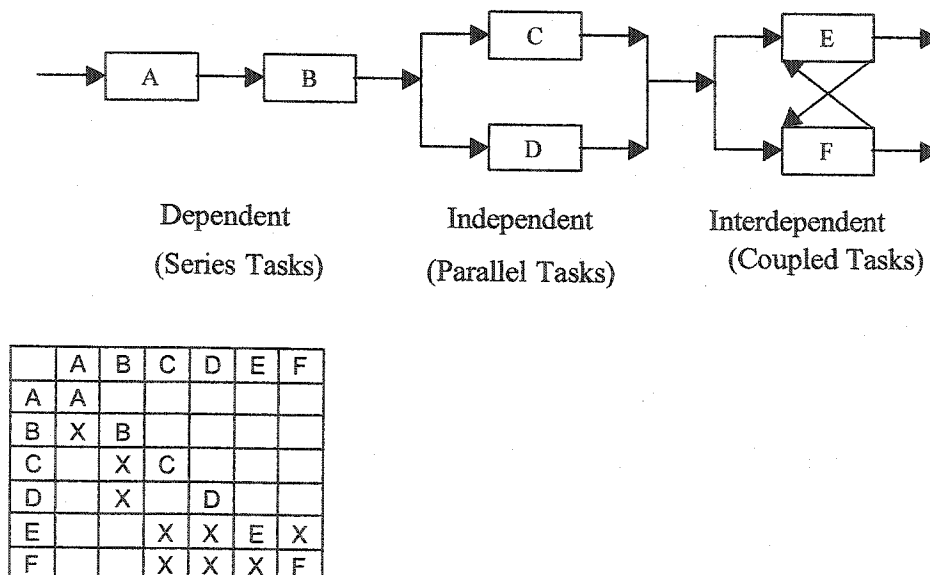 A B C D E F
Dependent
(Series Tasks)
Independent
(Parallel Tasks)
Interdependent
(Coupled Tasks)
A B C D E F
A A
B X B
C X C
D X D
E X X E X
F X X X F